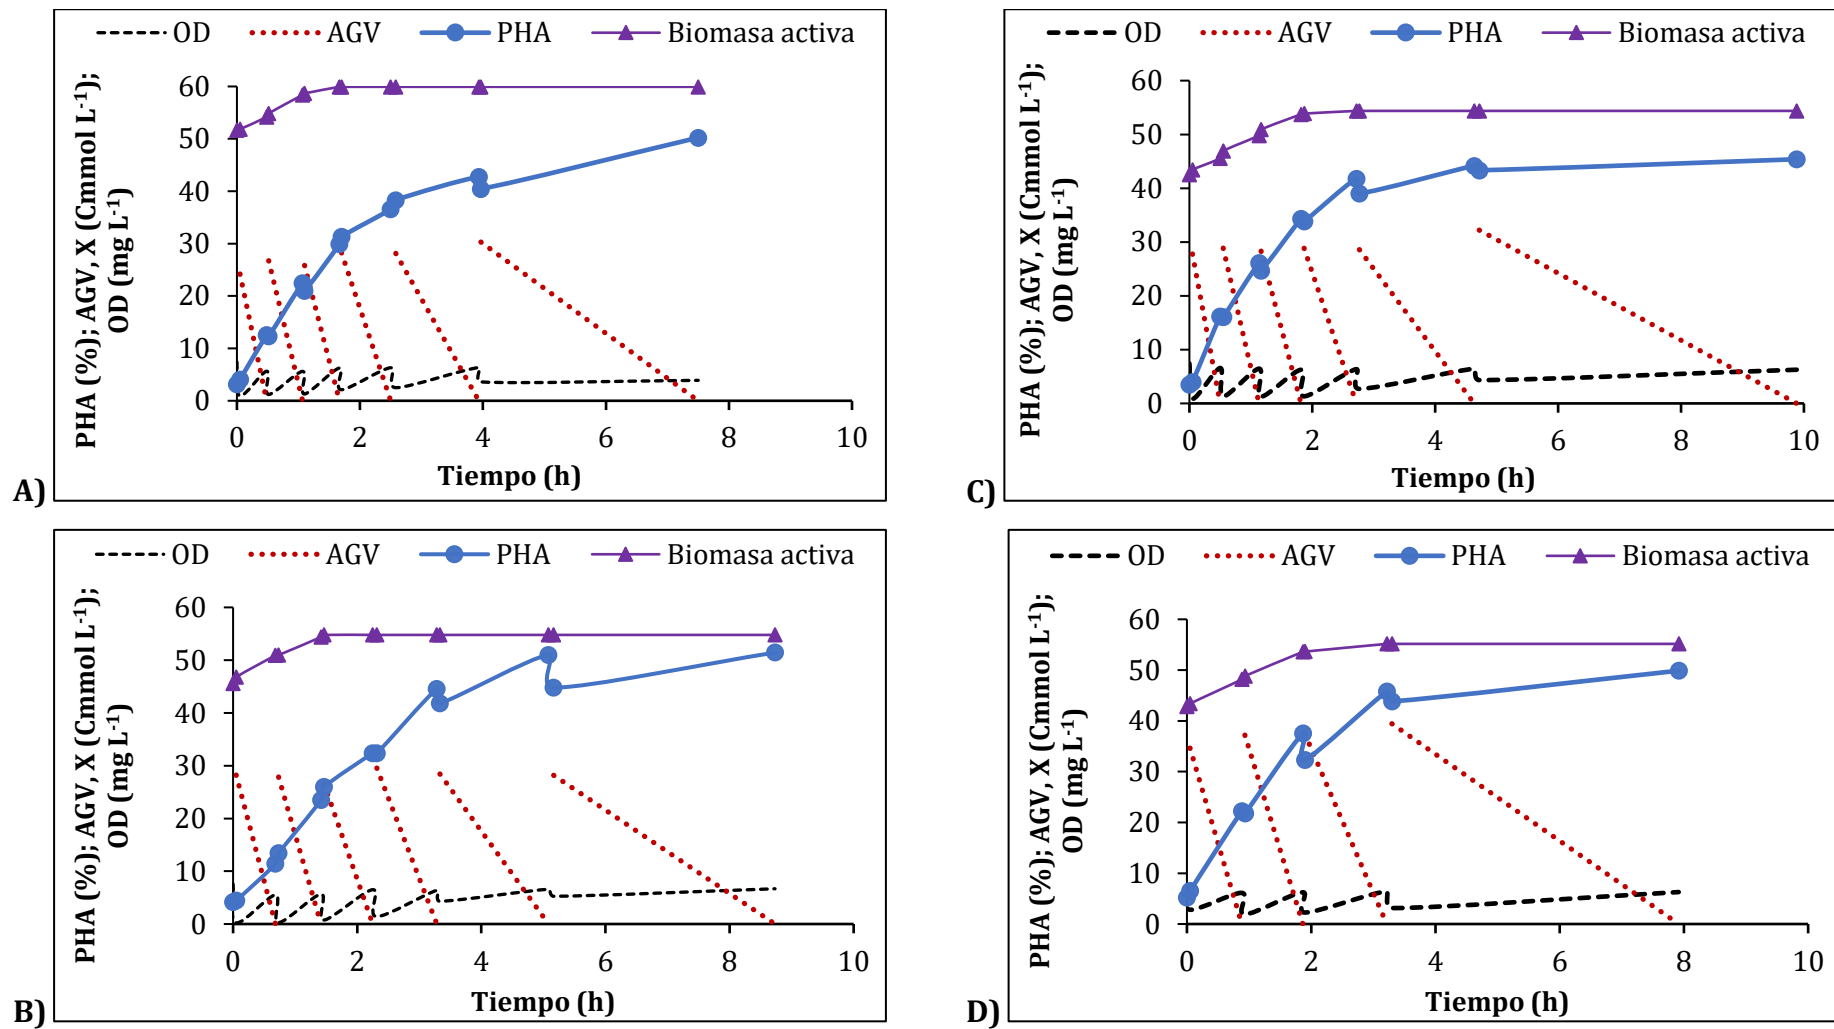 OD AGV PHA Biomasa activa
PHA (%); AGV, X (Cmmol L-1);
OD (mg L-1)
60
50
40
30
20
10
0
0 2 4 6 8 10
Tiempo (h)
A)
OD AGV PHA Biomasa activa
PHA (%); AGV, X (Cmmol L-1);
OD (mg L-1)
60
50
40
30
20
10
0
0 2 4 6 8 10
Tiempo (h)
C)
OD AGV PHA Biomasa activa
PHA (%); AGV, X (Cmmol L-1);
OD (mg L-1)
60
50
40
30
20
10
0
0 2 4 6 8 10
Tiempo (h)
B)
OD AGV PHA Biomasa activa
PHA (%); AGV, X (Cmmol L-1);
OD (mg L-1)
60
50
40
30
20
10
0
0 2 4 6 8 10
Tiempo (h)
D)